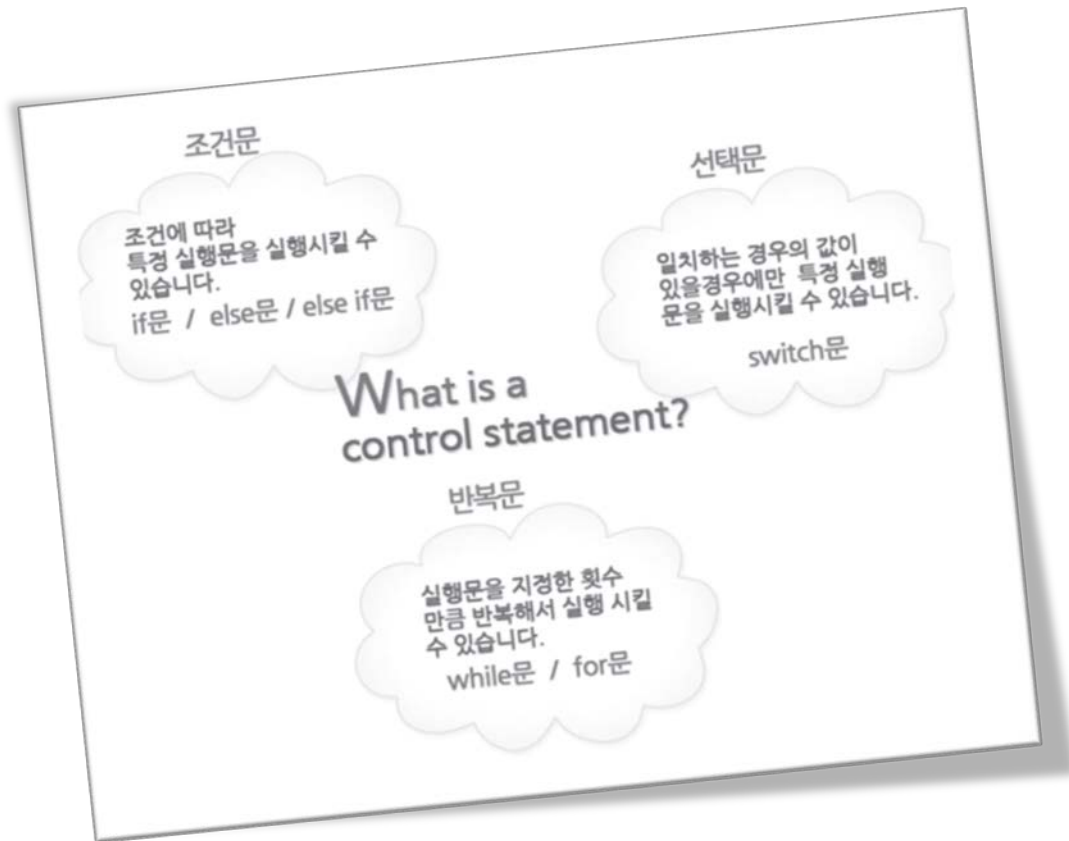 조건문
조건에 따라
특정 실행문을 실행시킬 수
있습니다.
if문 / else문 / else if문
선택문
일치하는 경우의 값이
있을경우에만 특정 실행
문을 실행시킬 수 있습니다.
switch문
What is a
control statement?
반복문
실행문을 지정한 횟수
만큼 반복해서 실행 시킬
수 있습니다.
while문 / for문